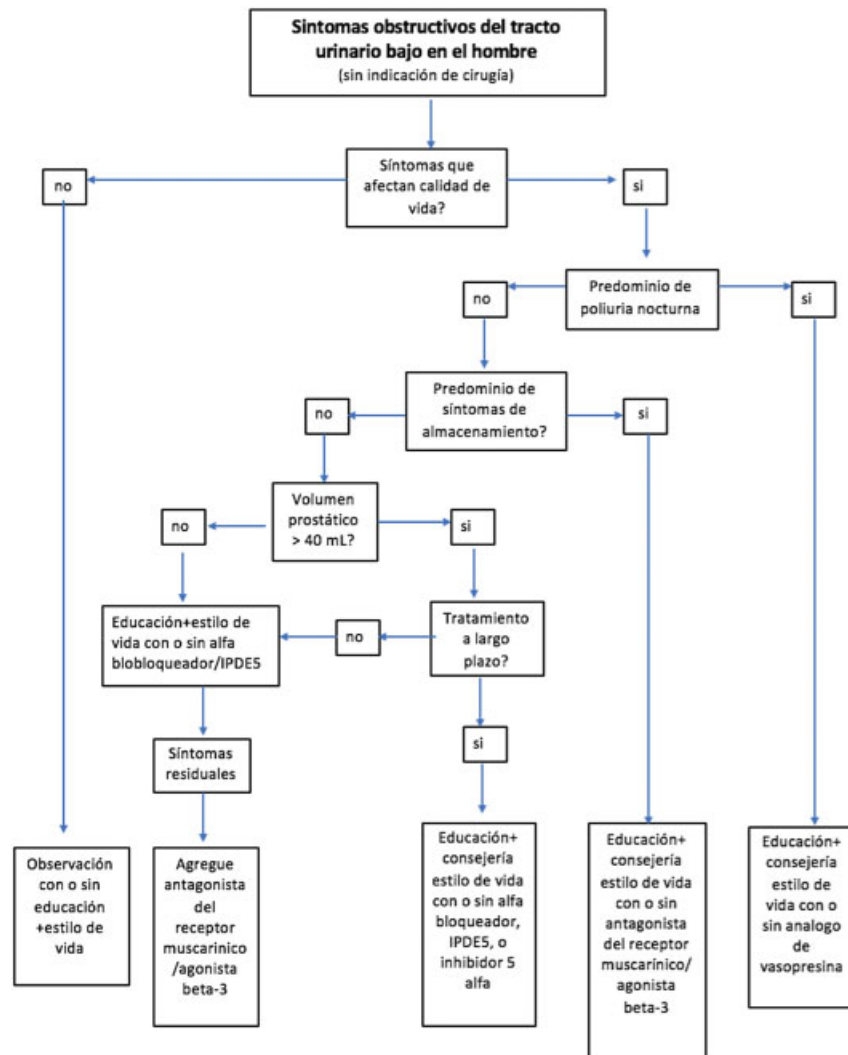 Sintomas obstructivos del tracto
urinario bajo en el hombre
(sin indicación de cirugía)
no
Síntomas que
afectan calidad de
vida?
si
no
Predominio de
poliuria nocturna
si
no
Predominio de
síntomas de
almacenamiento?
si
no
Volumen
prostático
> 40 mL?
si
Educación+estilo de
vida con o sin alfa
blobloqueador/IPDE5
no
Tratamiento
a largo
plazo?
Síntomas
residuales
si
Observación
con o sin
educación
+estilo de
vida
Agregue
antagonista
del
receptor
muscarinico
/agonista
beta-3
Educación+
consejería
estilo de vida
con o sin alfa
bloqueador,
IPDE5, o
inhibidor 5
alfa
Educación+
consejería
estilo de vida
con o sin
antagonista
del receptor
muscarínico/
agonista
beta-3
Educación+
consejería
estilo de
vida con o
sin analogo
de
vasopresina